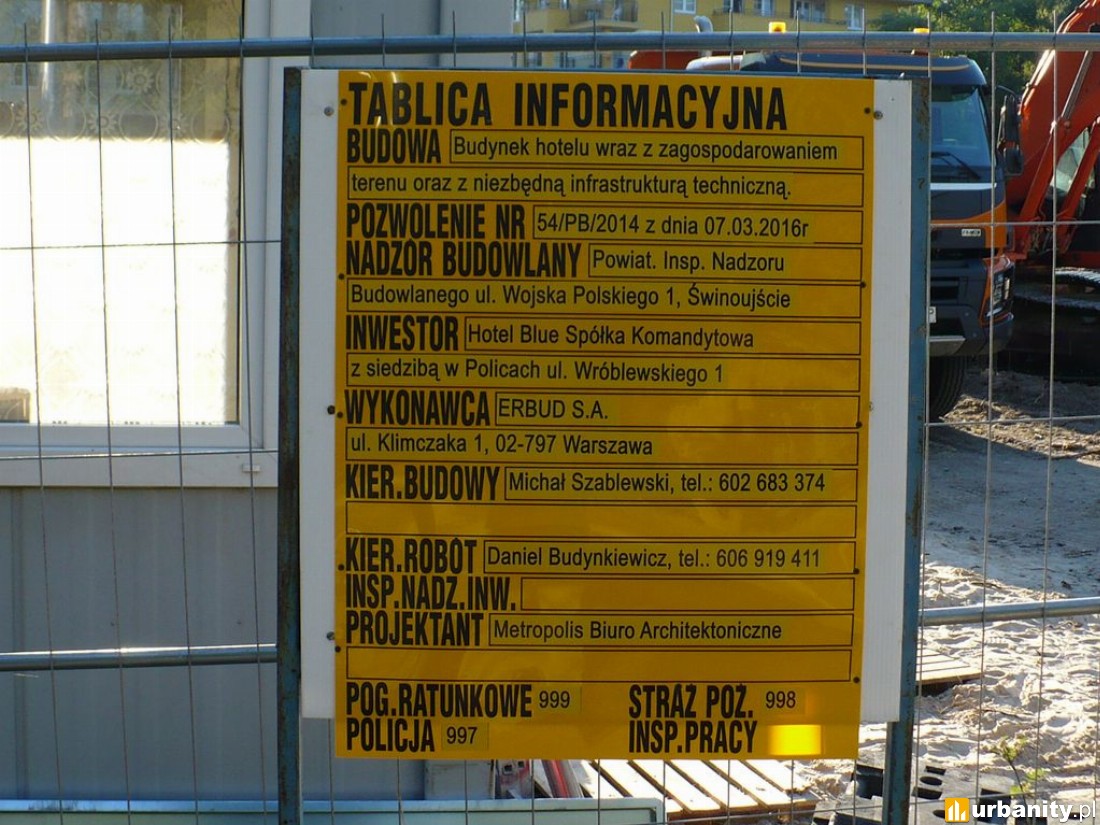 TABLICA INFORMACYJNA
BUDOWA Budynek hotelu wraz z zagospodarowaniem
terenu oraz z niezbędną infrastrukturą techniczną.
POZWOLENIE NR 54/PB/2014 z dnia 07.03.2016r
NADZÓR BUDOWLANY Powiat. Insp. Nadzoru
Budowlanego ul. Wojska Polskiego 1, Świnoujście
INWESTOR Hotel Blue Spółka Komandytowa
z siedzibą w Policach ul. Wróblewskiego 1
WYKONAWCA ERBUD S.A.
ul. Klimczaka 1, 02-797 Warszawa
KIER.BUDOWY Michał Szablewski, tel.: 602 683 374
KIER.ROBÓT Daniel Budynkiewicz, tel.: 606 919 411
INSP.NADZ.INW.
PROJEKTANT Metropolis Biuro Architektoniczne
POG.RATUNKOWE 999 STRAŻ POŻ. 998
POLICJA 997 INSP.PRACY
urbanity.pl